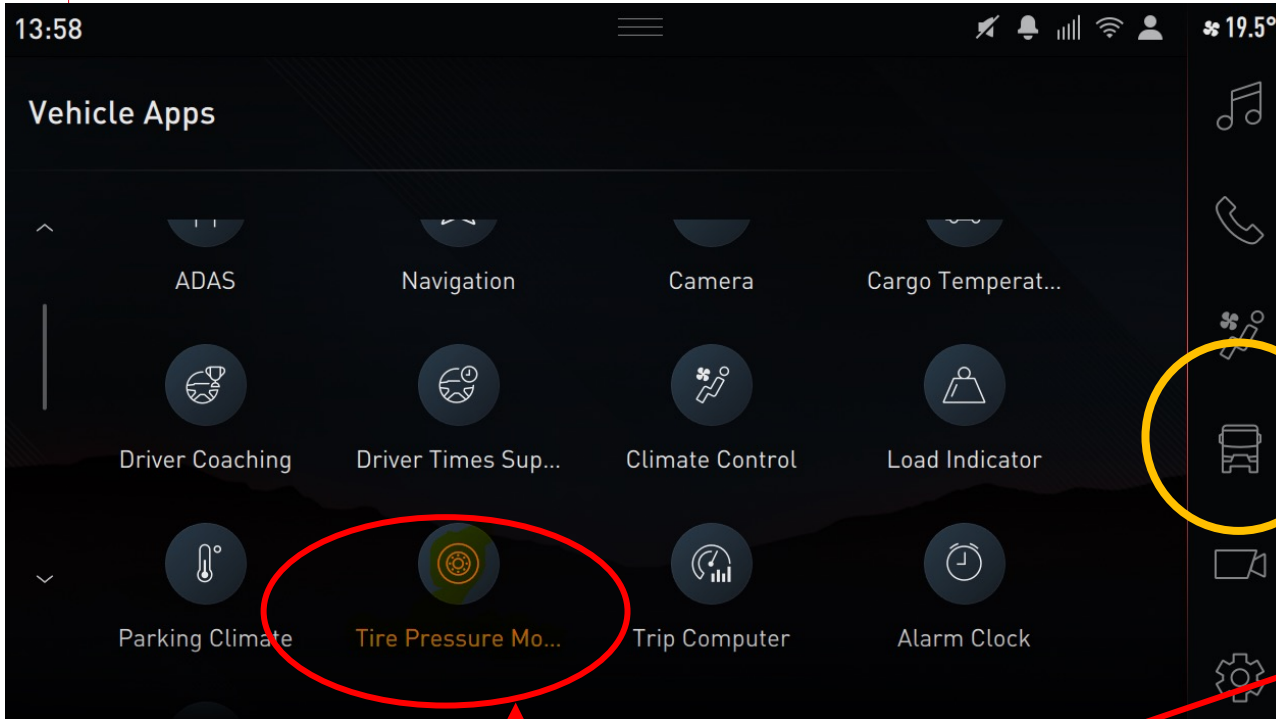 13:58
19.5°
Vehicle Apps
ADAS
Navigation
Camera
Cargo Temperat...
Driver Coaching
Driver Times Sup...
Climate Control
Load Indicator
Parking Climate
Tire Pressure Mo...
Trip Computer
Alarm Clock